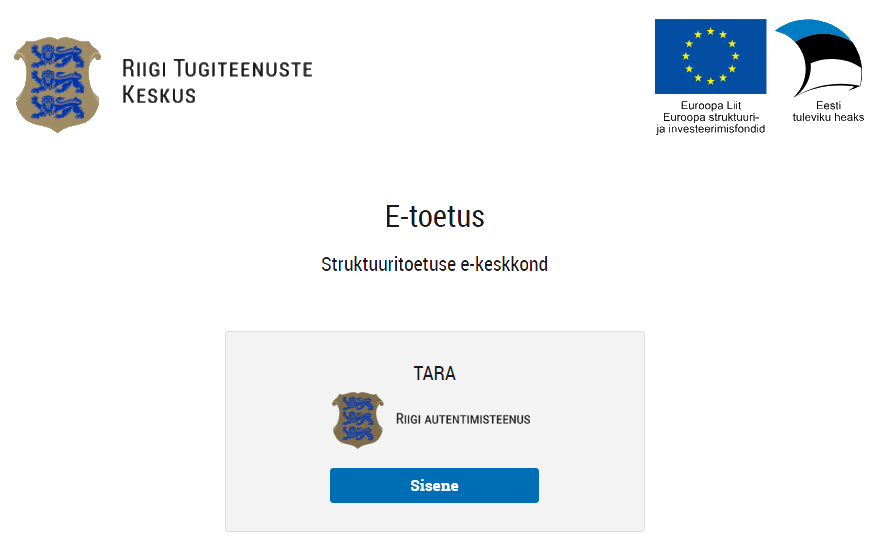 RIIGI TUGITEENUSTE
KESKUS
Euroopa Liit
Euroopa struktuuri-
ja investeerimisfondid
Eesti
tuleviku heaks
E-toetus
Struktuuritoetuse e-keskkond
TARA
RIIGI AUTENTIMISTEENUS
Sisene